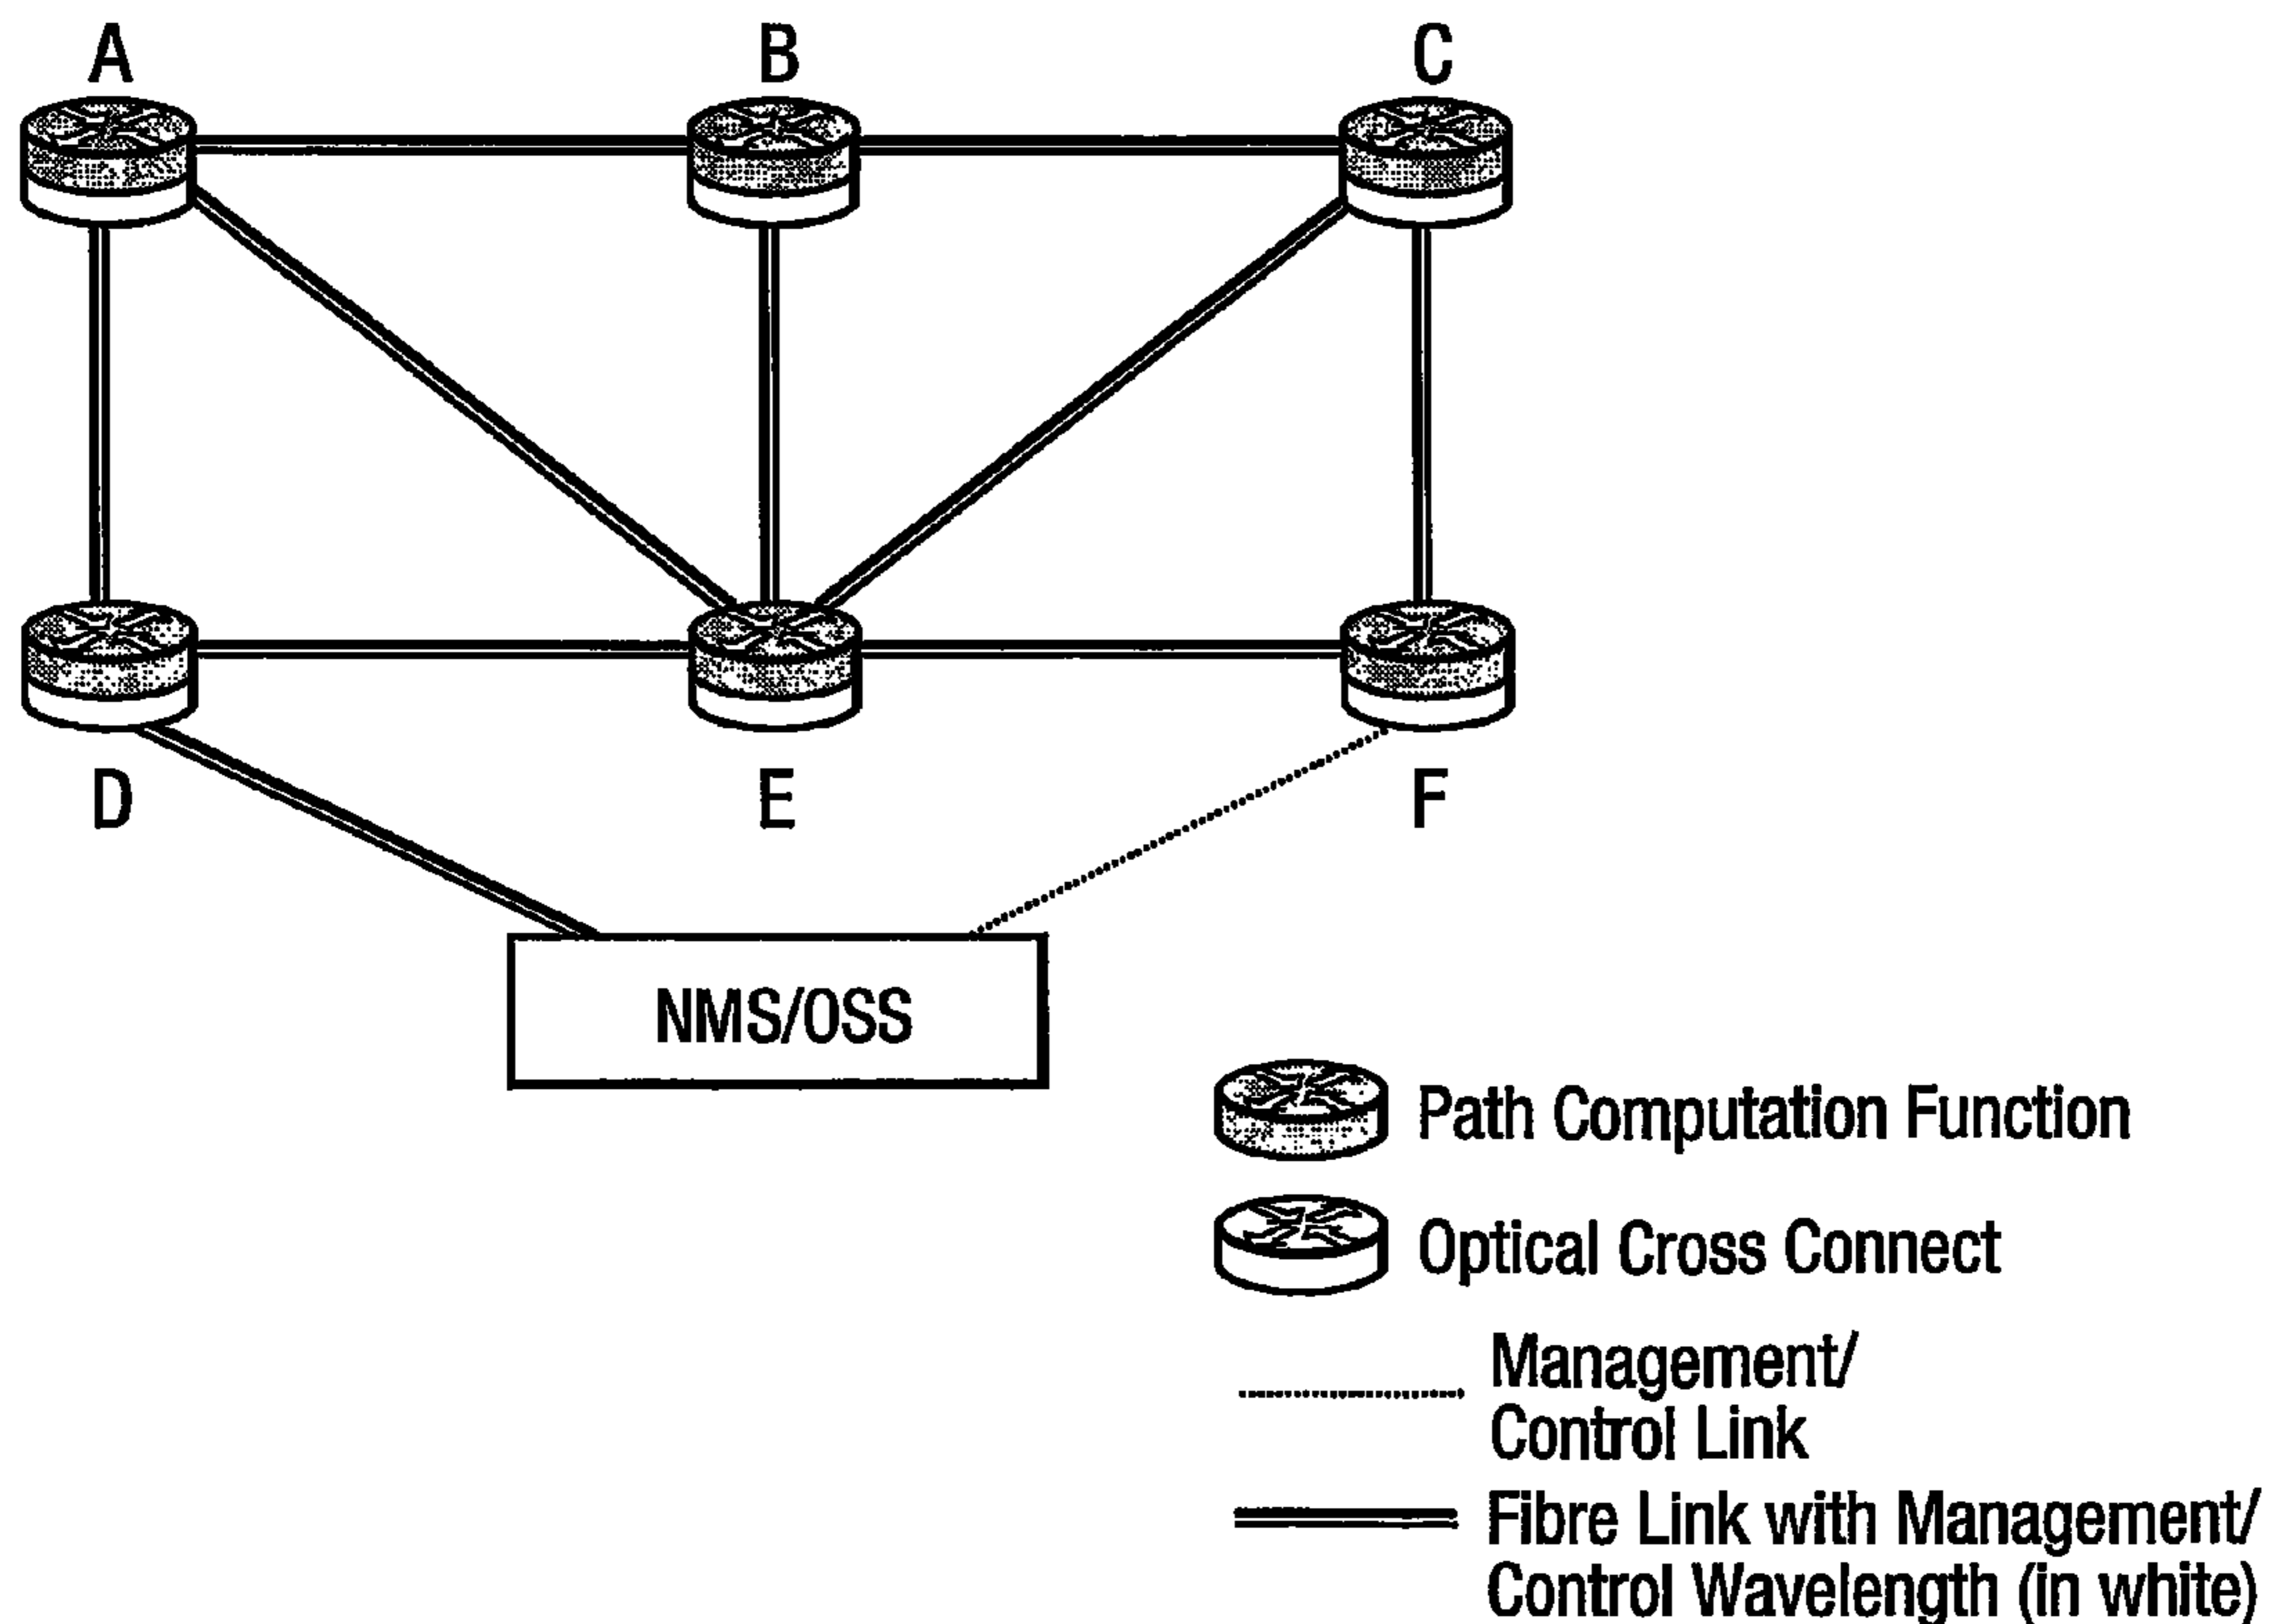 A
B
C
D
E
F
NMS/OSS
Path Computation Function
Optical Cross Connect
Management/
Control Link
Fibre Link with Management/
Control Wavelength (in white)